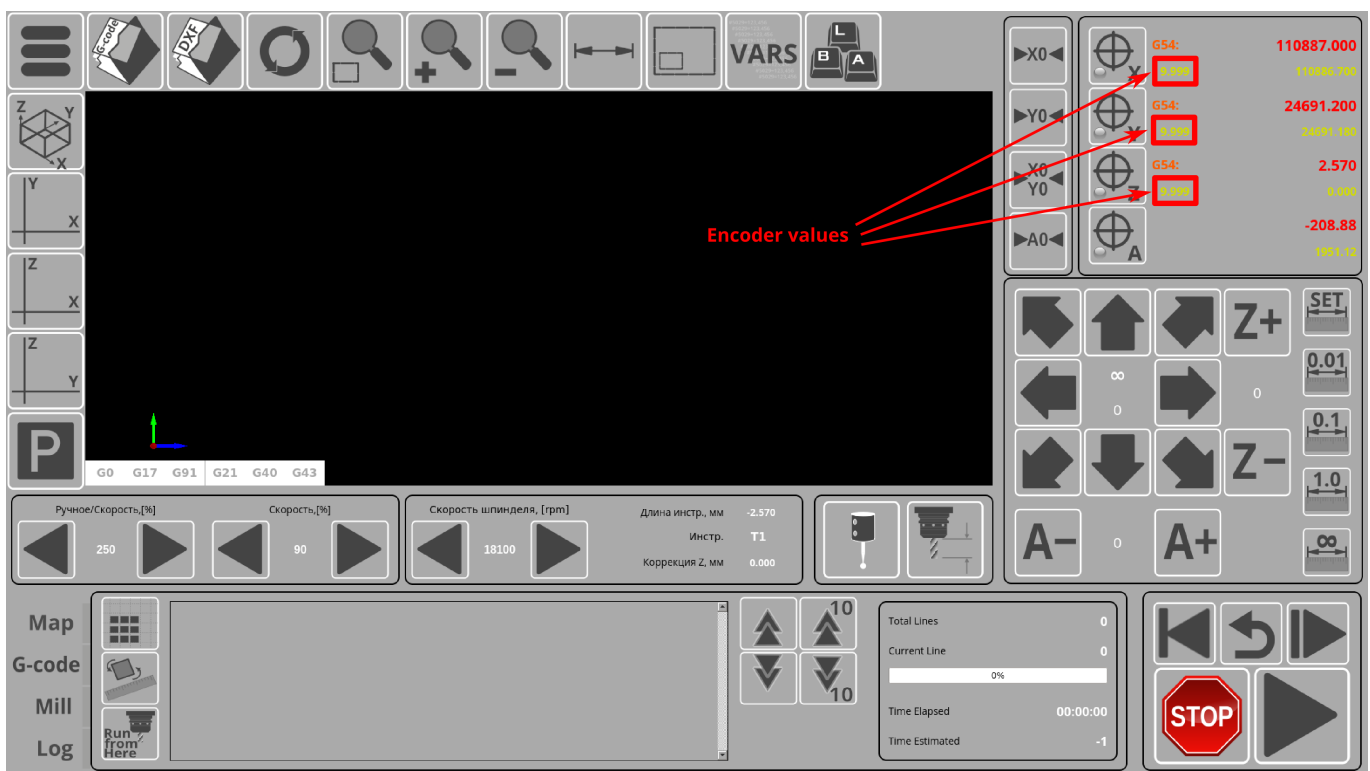 G-code
DXF
VARS
L
B A
X0
G54: 110887.000
X 9.999 110886.700
Y0
G54: 24691.200
Y 9.999 24691.180
X0
Y0
G54: 2.570
Z 9.999 0.000
A0
-208.88
A 1951.12
Encoder values
Z Y
X
Y
X
Z
X
Z
Y
P
G0 G17 G91 G21 G40 G43
SET
Z+
0.01
∞
0
0
0.1
Z−
1.0
A− 0 A+
∞
Ручное/Скорость,[%] Скорость,[%]
250 90
Скорость шпинделя, [rpm]
18100
Длина инстр., мм -2.570
Инстр. T1
Коррекция Z, мм 0.000
Map
G-code
Mill
Log
Run
from
Here
10
10
Total Lines 0
Current Line 0
0%
Time Elapsed 00:00:00
Time Estimated -1
STOP